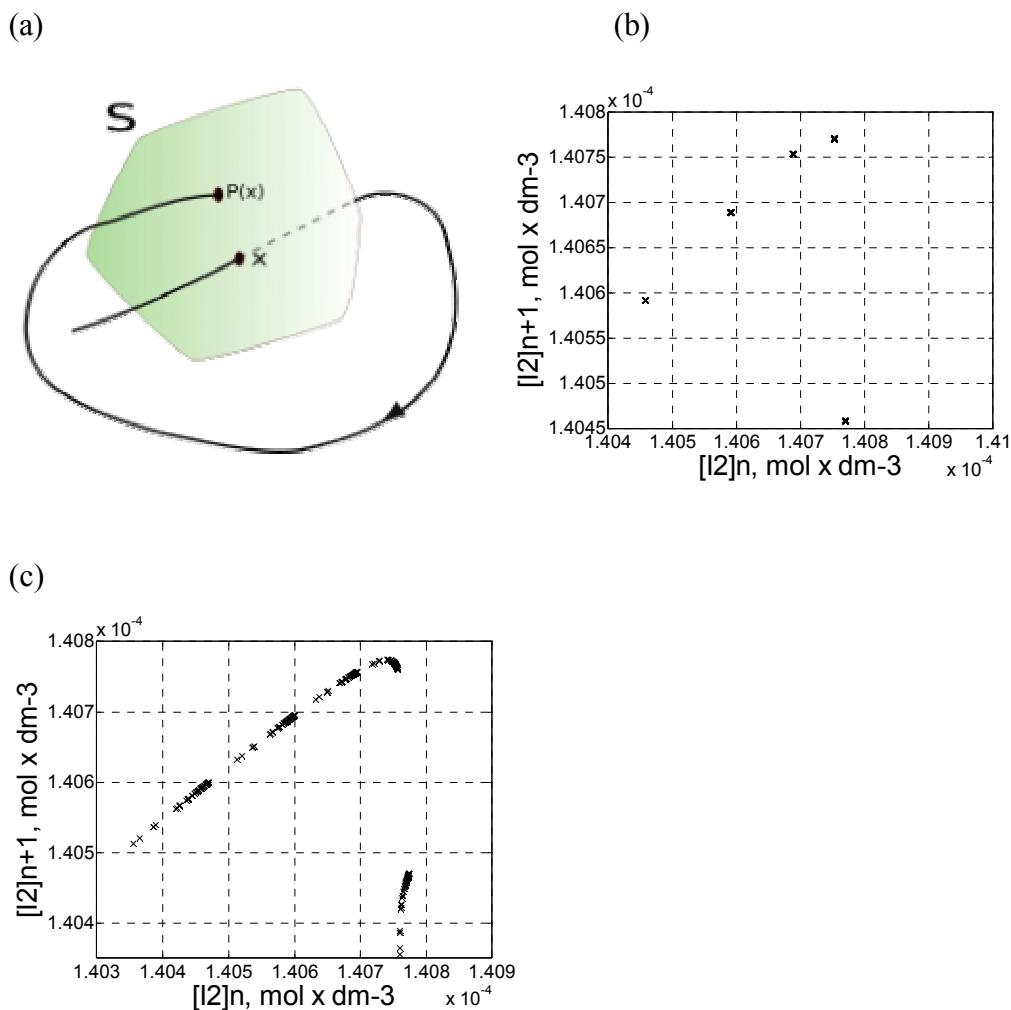 (a)
(b)
S
P(x)
x
x 10⁻⁴
1.408
1.4075
1.407
1.4065
1.406
1.4055
1.405
1.4045
[I2]n+1, mol x dm-3
1.404 1.405 1.406 1.407 1.408 1.409 1.41
[I2]n, mol x dm-3
x 10⁻⁴
(c)
x 10⁻⁴
1.408
1.407
1.406
1.405
1.404
[I2]n+1, mol x dm-3
1.403 1.404 1.405 1.406 1.407 1.408 1.409
[I2]n, mol x dm-3
x 10⁻⁴